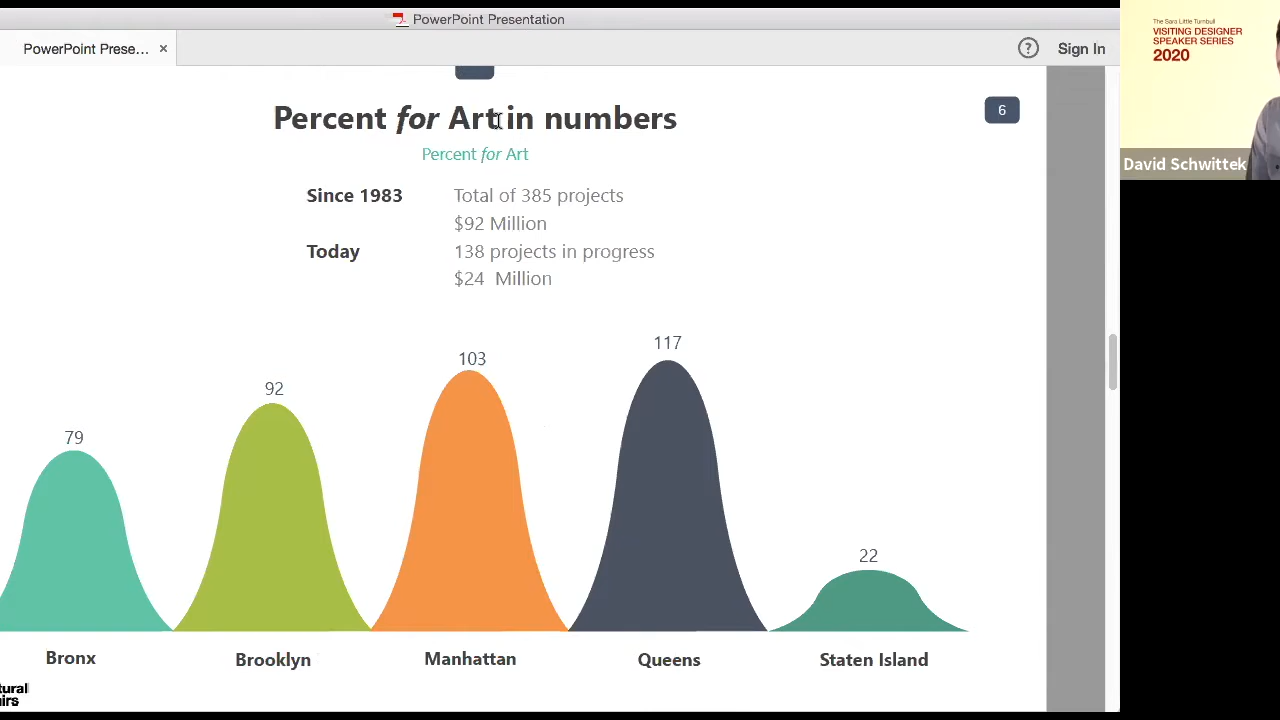 PowerPoint Presentation
PowerPoint Prese... ×
? Sign In
6
Percent for Art in numbers
Percent for Art
Since 1983 Total of 385 projects
$92 Million
Today 138 projects in progress
$24 Million
79
92
103
117
22
Bronx
Brooklyn
Manhattan
Queens
Staten Island
The Sara Little Turnbull
VISITING DESIGNER
SPEAKER SERIES
2020
David Schwittek